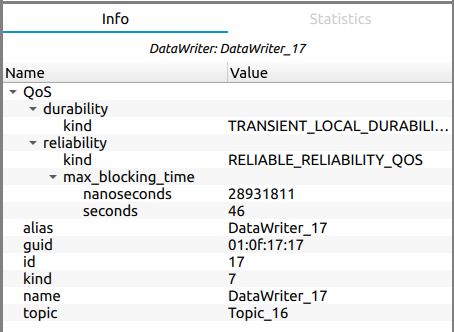 Info Statistics
DataWriter: DataWriter_17
Name Value
QoS
durability
kind TRANSIENT_LOCAL_DURABILI...
reliability
kind RELIABLE_RELIABILITY_QOS
max_blocking_time
nanoseconds 28931811
seconds 46
alias DataWriter_17
guid 01:0f:17:17
id 17
kind 7
name DataWriter_17
topic Topic_16